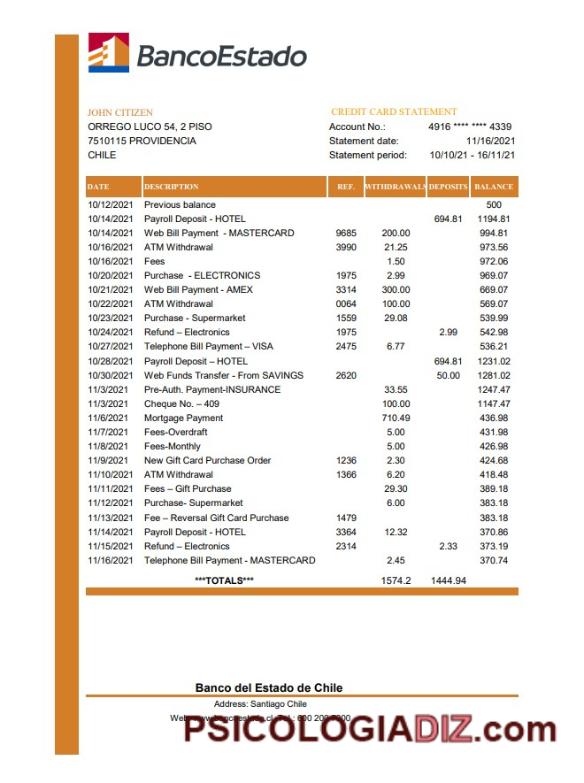 BancoEstado
JOHN CITIZEN
ORREGO LUCO 54, 2 PISO
7510115 PROVIDENCIA
CHILE
CREDIT CARD STATEMENT
Account No.: 4916 **** **** 4339
Statement date: 11/16/2021
Statement period: 10/10/21 - 16/11/21
DATE DESCRIPTION REF. WITHDRAWALS DEPOSITS BALANCE
10/12/2021 Previous balance 500
10/14/2021 Payroll Deposit - HOTEL 694.81 1194.81
10/14/2021 Web Bill Payment - MASTERCARD 9685 200.00 994.81
10/16/2021 ATM Withdrawal 3990 21.25 973.56
10/16/2021 Fees 1.50 972.06
10/20/2021 Purchase - ELECTRONICS 1975 2.99 969.07
10/21/2021 Web Bill Payment - AMEX 3314 300.00 669.07
10/22/2021 ATM Withdrawal 0064 100.00 569.07
10/23/2021 Purchase - Supermarket 1559 29.08 539.99
10/24/2021 Refund – Electronics 1975 2.99 542.98
10/27/2021 Telephone Bill Payment – VISA 2475 6.77 536.21
10/28/2021 Payroll Deposit – HOTEL 694.81 1231.02
10/30/2021 Web Funds Transfer - From SAVINGS 2620 50.00 1281.02
11/3/2021 Pre-Auth. Payment-INSURANCE 33.55 1247.47
11/3/2021 Cheque No. – 409 100.00 1147.47
11/6/2021 Mortgage Payment 710.49 436.98
11/7/2021 Fees-Overdraft 5.00 431.98
11/8/2021 Fees-Monthly 5.00 426.98
11/9/2021 New Gift Card Purchase Order 1236 2.30 424.68
11/10/2021 ATM Withdrawal 1366 6.20 418.48
11/11/2021 Fees – Gift Purchase 29.30 389.18
11/12/2021 Purchase- Supermarket 6.00 383.18
11/13/2021 Fee – Reversal Gift Card Purchase 1479 383.18
11/14/2021 Payroll Deposit - HOTEL 3364 12.32 370.86
11/15/2021 Refund – Electronics 2314 2.33 373.19
11/16/2021 Telephone Bill Payment - MASTERCARD 2.45 370.74
***TOTALS*** 1574.2 1444.94
Banco del Estado de Chile
Address: Santiago Chile
PSICOLOGIADIZ.com